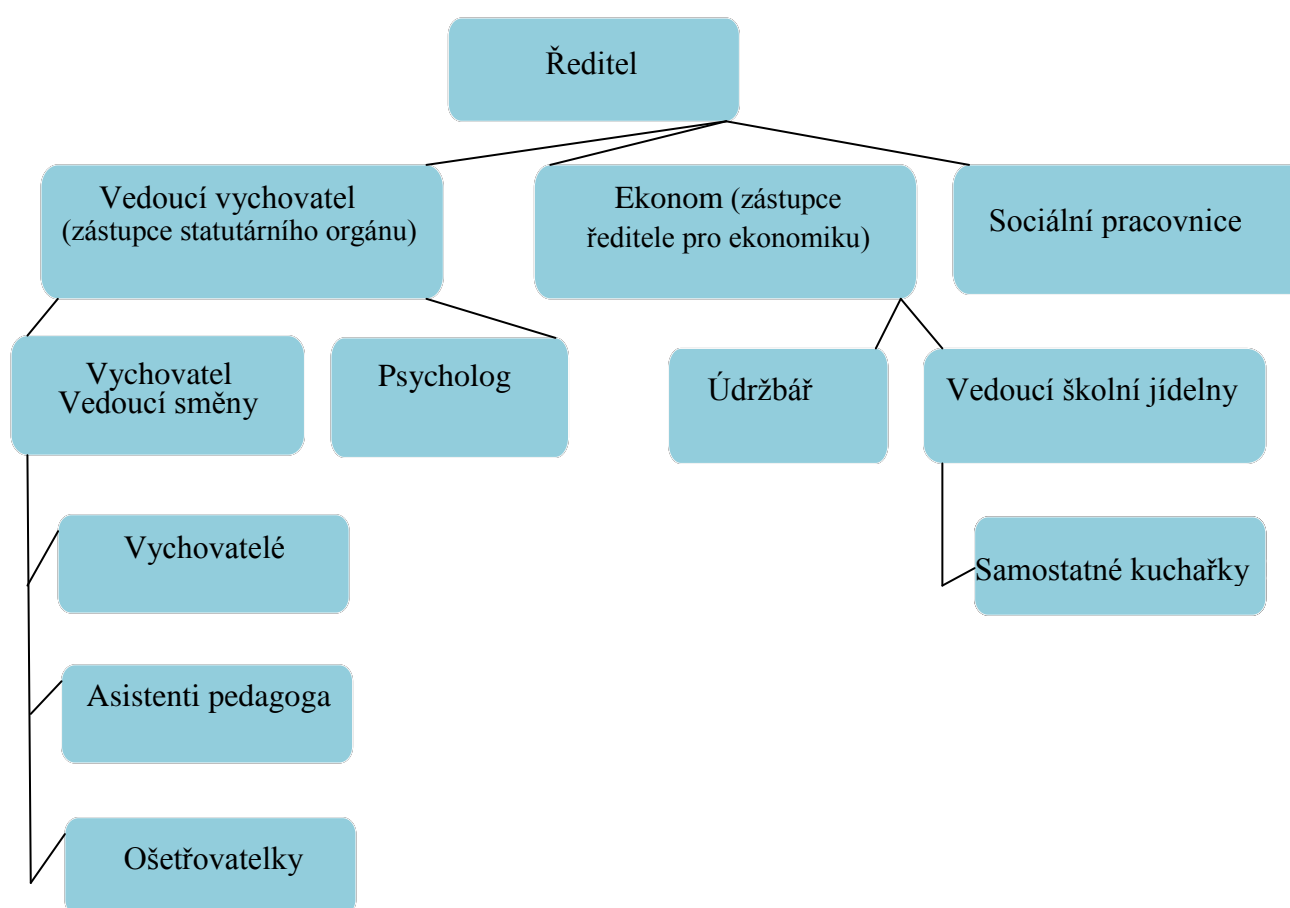 Ředitel
Vedoucí vychovatel
(zástupce statutárního orgánu)
Ekonom (zástupce
ředitele pro ekonomiku)
Sociální pracovnice
Vychovatel
Vedoucí směny
Psycholog
Údržbář
Vedoucí školní jídelny
Vychovatelé
Samostatné kuchařky
Asistenti pedagoga
Ošetřovatelky